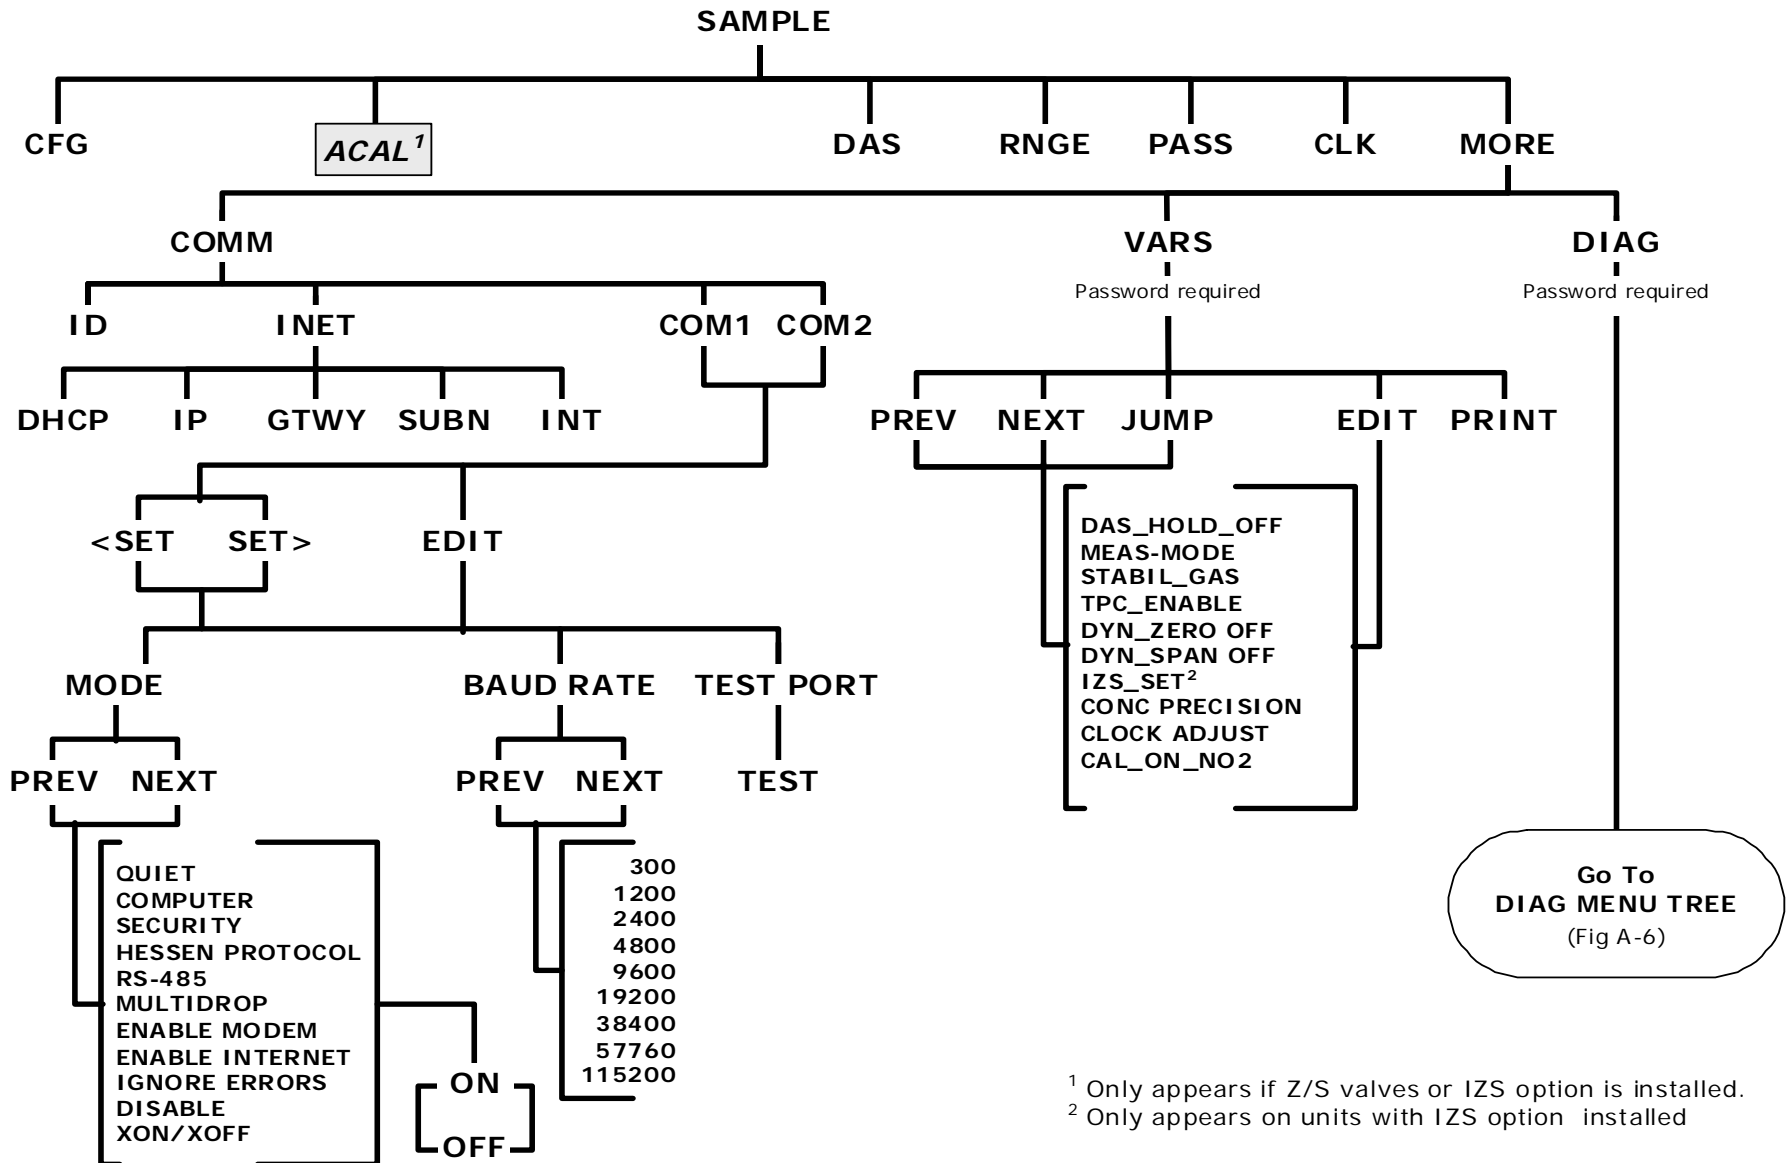 SAMPLE
CFG
ACAL¹
DAS
RNGE
PASS
CLK
MORE
COMM
VARS
DIAG
Password required
Password required
ID
INET
COM1
COM2
DHCP
IP
GTWY
SUBN
INT
PREV
NEXT
JUMP
EDIT
PRINT
<SET
SET>
EDIT
DAS_HOLD_OFF
MEAS-MODE
STABIL_GAS
TPC_ENABLE
DYN_ZERO OFF
DYN_SPAN OFF
IZS_SET²
CONC PRECISION
CLOCK ADJUST
CAL_ON_NO2
MODE
BAUD RATE
TEST PORT
PREV
NEXT
PREV
NEXT
TEST
QUIET
COMPUTER
SECURITY
HESSEN PROTOCOL
RS-485
MULTIDROP
ENABLE MODEM
ENABLE INTERNET
IGNORE ERRORS
DISABLE
XON/XOFF
ON
OFF
300
1200
2400
4800
9600
19200
38400
57760
115200
Go To
DIAG MENU TREE
(Fig A-6)
¹ Only appears if Z/S valves or IZS option is installed.
² Only appears on units with IZS option installed